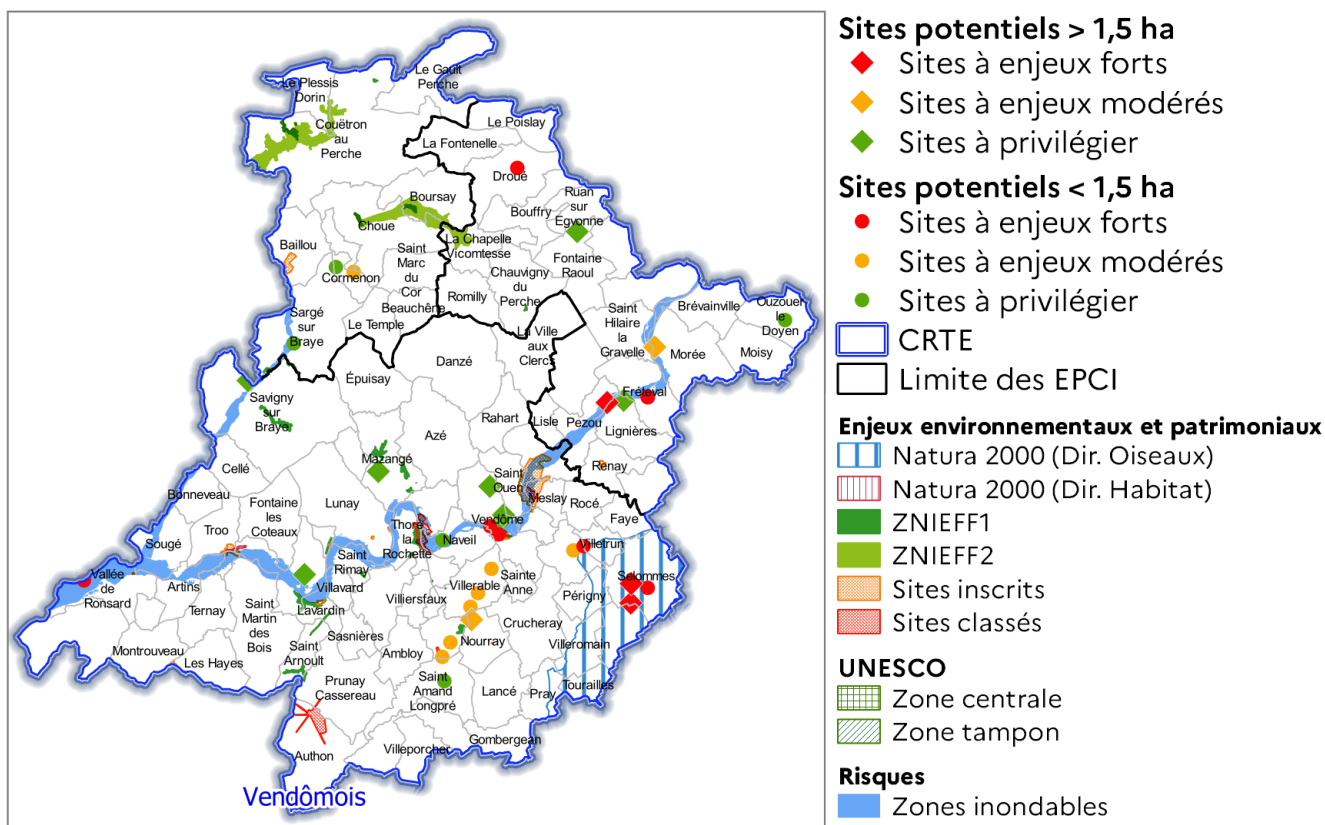 Le Gault
Perche
Le Plessis
Dorin
Couëtron
au
Perche
Le Poislay
La Fontenelle
Droué
Ruan
sur
Egvonne
Boursay
Bouffry
Choue
La Chapelle
Vicomtesse
Baillou
Saint
Marc
du
Cor
Cormenon
Fontaine
Raoul
Chauvigny
du
Perche
Beauchêne
Romilly
Saint
Hilaire
la
Gravelle
Brévainville
Ouzouer
le
Doyen
Sargé
sur
Braye
Le Temple
La Ville
aux
Clercs
Morée
Moisy
Danzé
Épuisay
Fréteval
Savigny
sur
Braye
Rahart
Lisle
Pezou
Lignières
Azé
Mazangé
Cellé
Saint
Ouen
Renay
Bonneveau
Meslay
Rocé
Fontaine
les
Coteaux
Lunay
Faye
Troo
Thoré
la
Rochette
Vendôme
Naveil
Villetrun
Sougé
Saint
Rimay
Vallée
de
Ronsard
Artins
Villavard
Villerable
Sainte
Anne
Selommes
Périgny
Ternay
Saint
Martin
des
Bois
Lavardin
Villiersfaux
Crucheray
Sasnières
Nourray
Villeromain
Montrouveau
Les Hayes
Saint
Arnoult
Ambloy
Prunay
Cassereau
Saint
Amand
Longpré
Lancé
Pray
Tourailles
Authon
Villeporcher
Gombergean
Vendômois
Sites potentiels > 1,5 ha
Sites à enjeux forts
Sites à enjeux modérés
Sites à privilégier
Sites potentiels < 1,5 ha
Sites à enjeux forts
Sites à enjeux modérés
Sites à privilégier
CRTE
Limite des EPCI
Enjeux environnementaux et patrimoniaux
Natura 2000 (Dir. Oiseaux)
Natura 2000 (Dir. Habitat)
ZNIEFF1
ZNIEFF2
Sites inscrits
Sites classés
UNESCO
Zone centrale
Zone tampon
Risques
Zones inondables